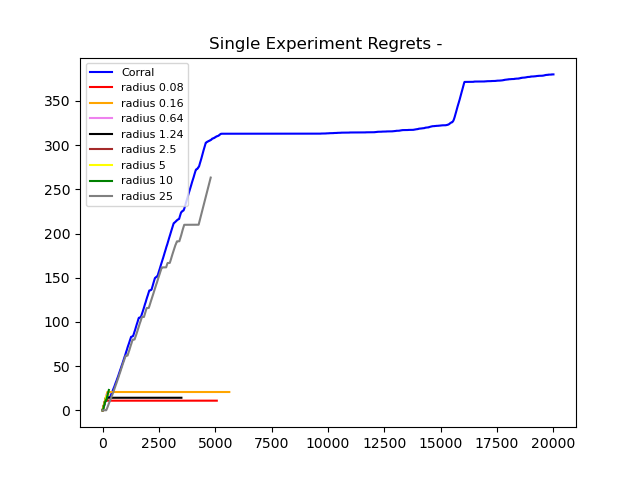 Single Experiment Regrets -
Corral
radius 0.08
radius 0.16
radius 0.64
radius 1.24
radius 2.5
radius 5
radius 10
radius 25
350
300
250
200
150
100
50
0
0 2500 5000 7500 10000 12500 15000 17500 20000